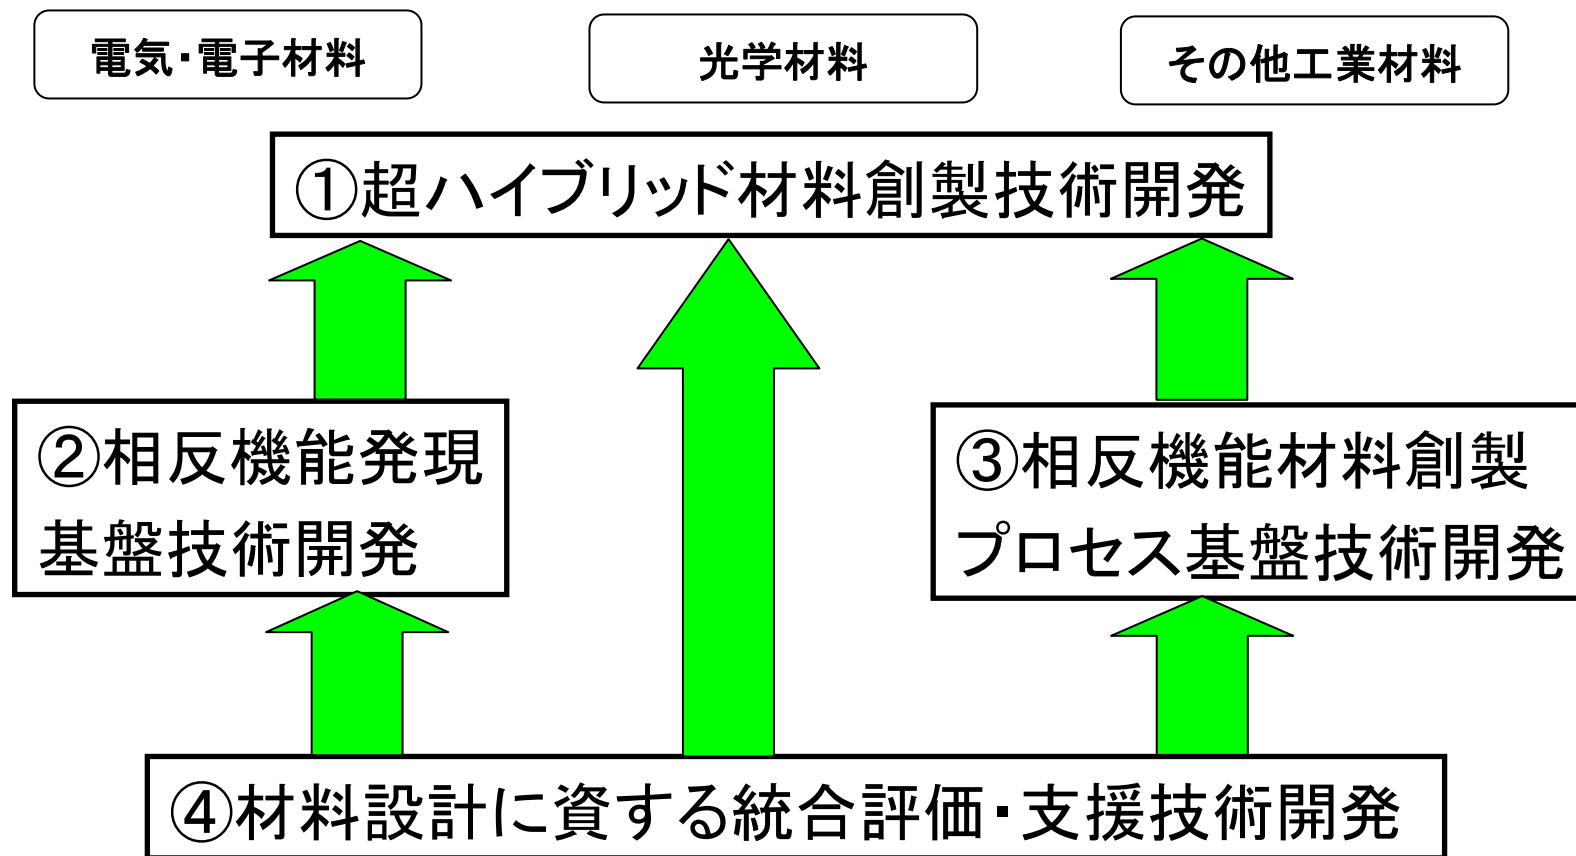 電気・電子材料
光学材料
その他工業材料
①超ハイブリッド材料創製技術開発
②相反機能発現
基盤技術開発
③相反機能材料創製
プロセス基盤技術開発
④材料設計に資する統合評価・支援技術開発